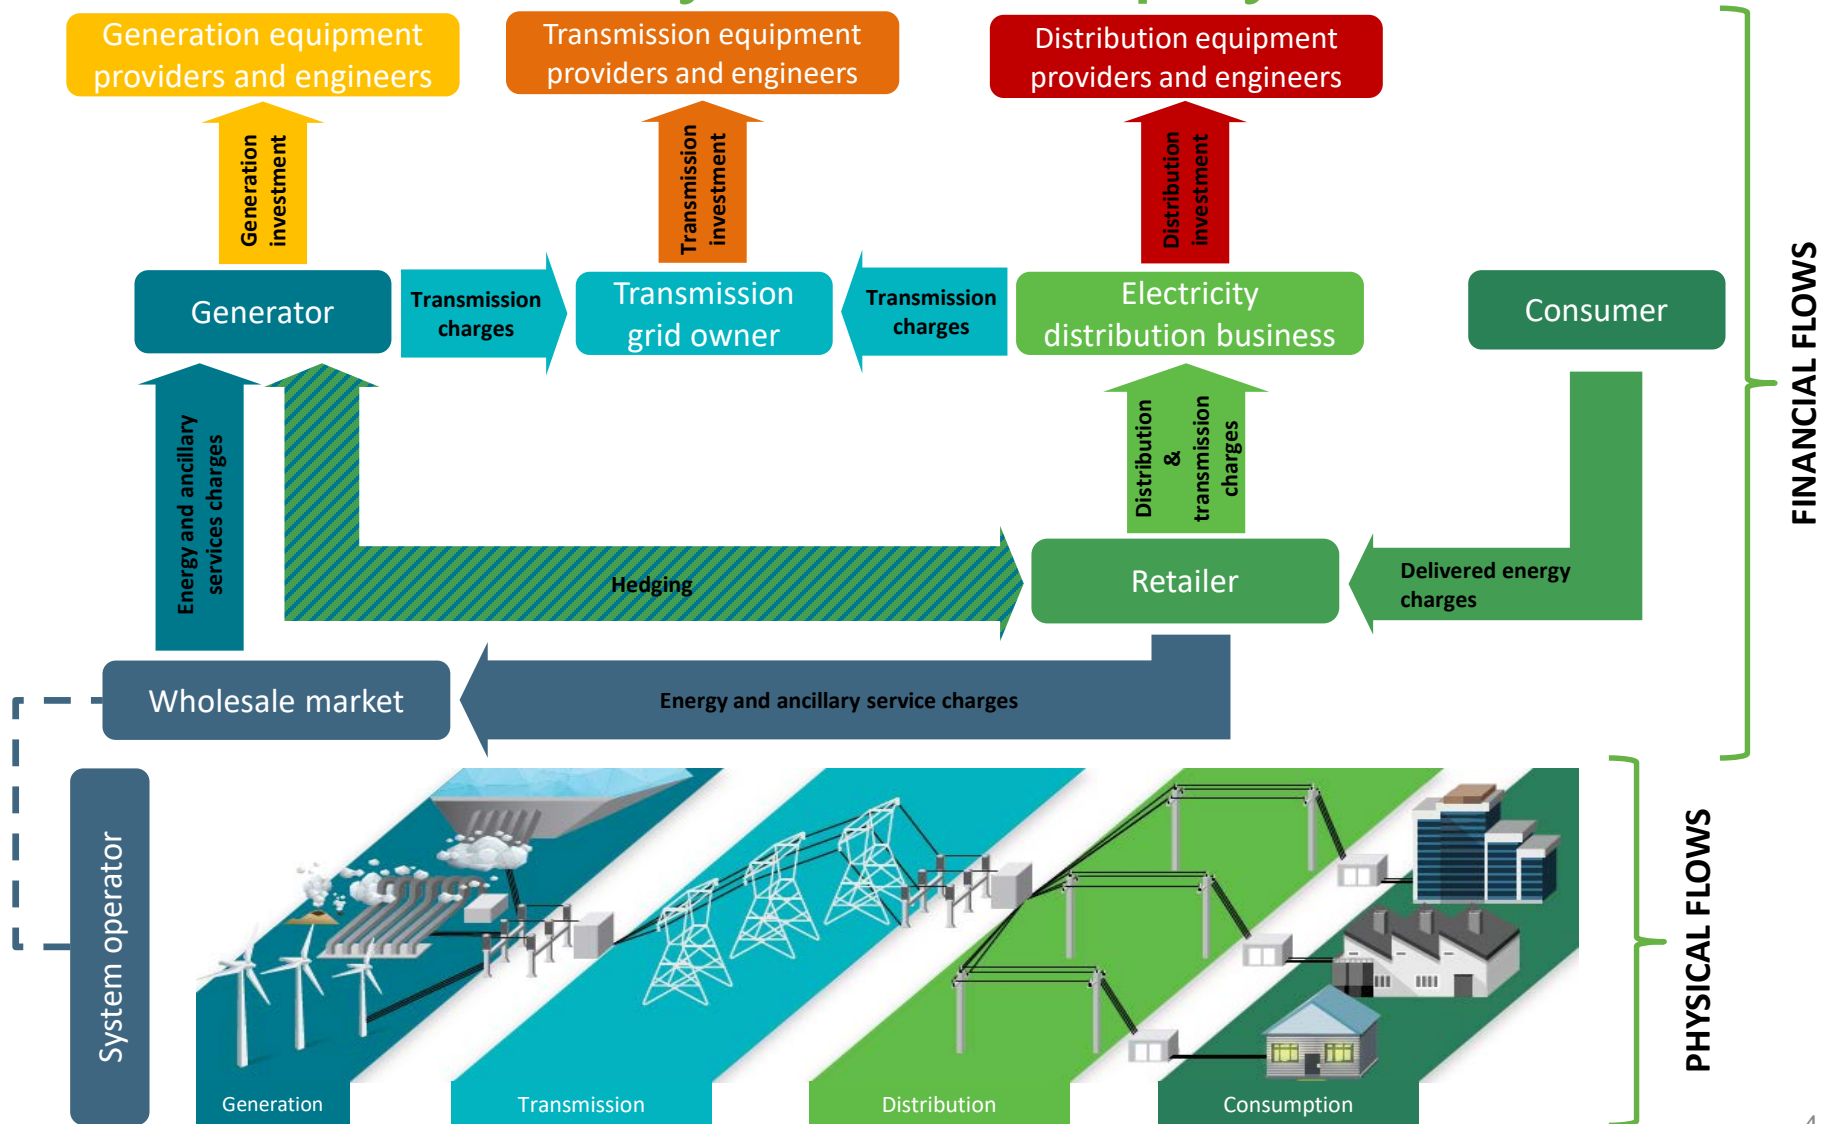 Generation equipment
providers and engineers
Transmission equipment
providers and engineers
Distribution equipment
providers and engineers
Generation
investment
Transmission
investment
Distribution
investment
Generator
Transmission
charges
Transmission
grid owner
Transmission
charges
Electricity
distribution business
Consumer
FINANCIAL FLOWS
Energy and ancillary
services charges
Distribution
&
transmission
charges
Hedging
Retailer
Delivered energy
charges
Wholesale market
Energy and ancillary service charges
System operator
PHYSICAL FLOWS
Generation
Transmission
Distribution
Consumption
4